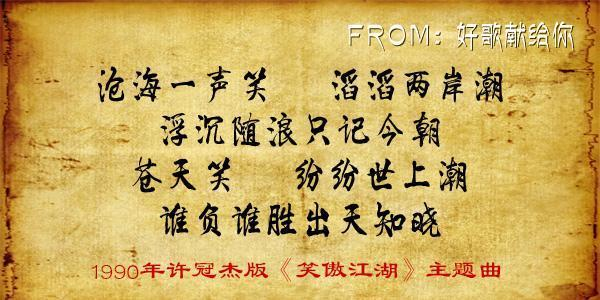 FROM：好歌献给你
沧海一声笑 滔滔两岸潮
浮沉随浪只记今朝
苍天笑 纷纷世上潮
谁负谁胜出天知晓
1990年许冠杰版《笑傲江湖》主题曲